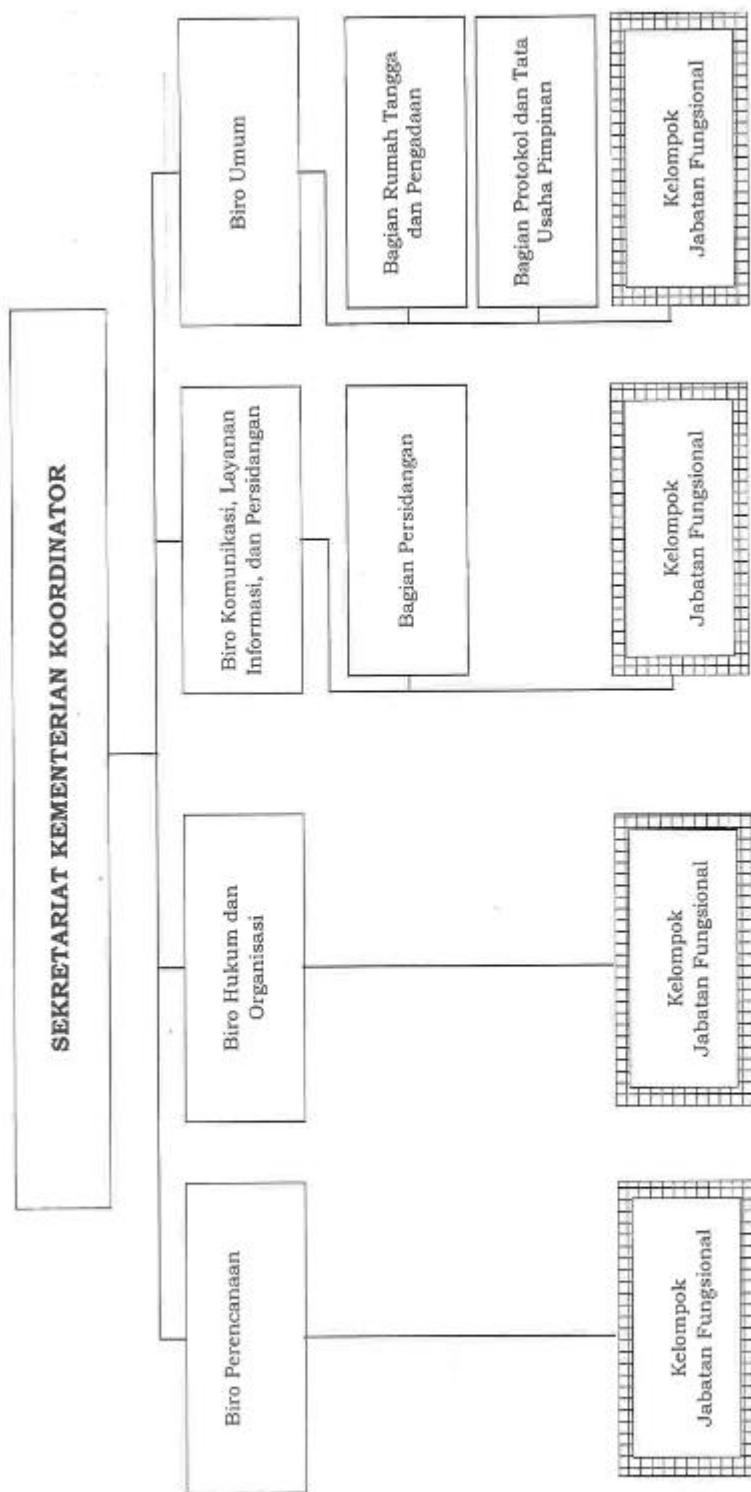 SEKRETARIAT KEMENTERIAN KOORDINATOR
Biro Perencanaan
Biro Hukum dan
Organisasi
Biro Komunikasi, Layanan
Informasi, dan Persidangan
Biro Umum
Bagian Persidangan
Bagian Rumah Tangga
dan Pengadaan
Bagian Protokol dan Tata
Usaha Pimpinan
Kelompok
Jabatan Fungsional
Kelompok
Jabatan Fungsional
Kelompok
Jabatan Fungsional
Kelompok
Jabatan Fungsional